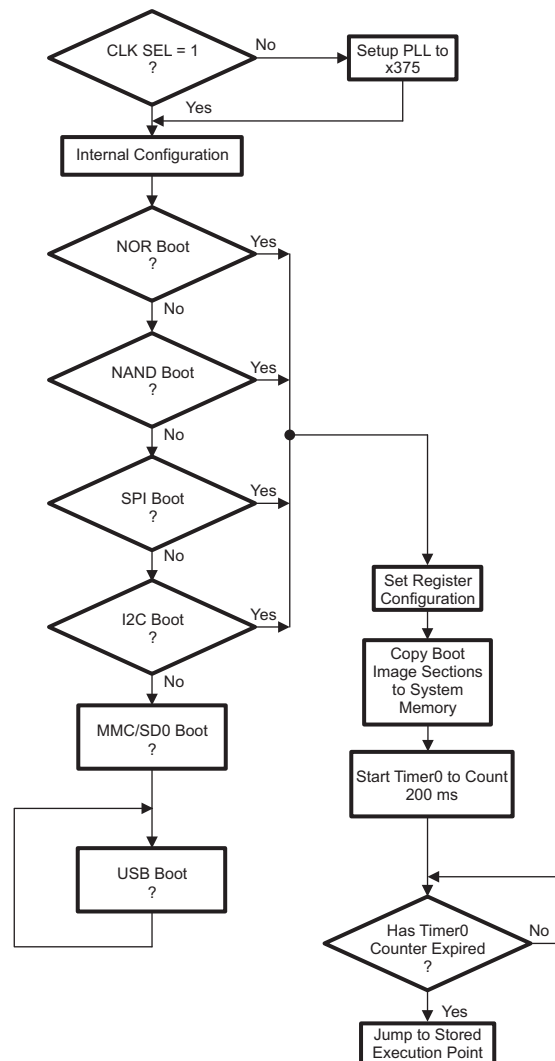 CLK SEL = 1
?
No
Setup PLL to
x375
Yes
Internal Configuration
NOR Boot
?
Yes
No
NAND Boot
?
Yes
No
SPI Boot
?
Yes
No
I2C Boot
?
Yes
No
MMC/SD0 Boot
?
USB Boot
?
Set Register
Configuration
Copy Boot
Image Sections
to System
Memory
Start Timer0 to Count
200 ms
Has Timer0
Counter Expired
?
No
Yes
Jump to Stored
Execution Point